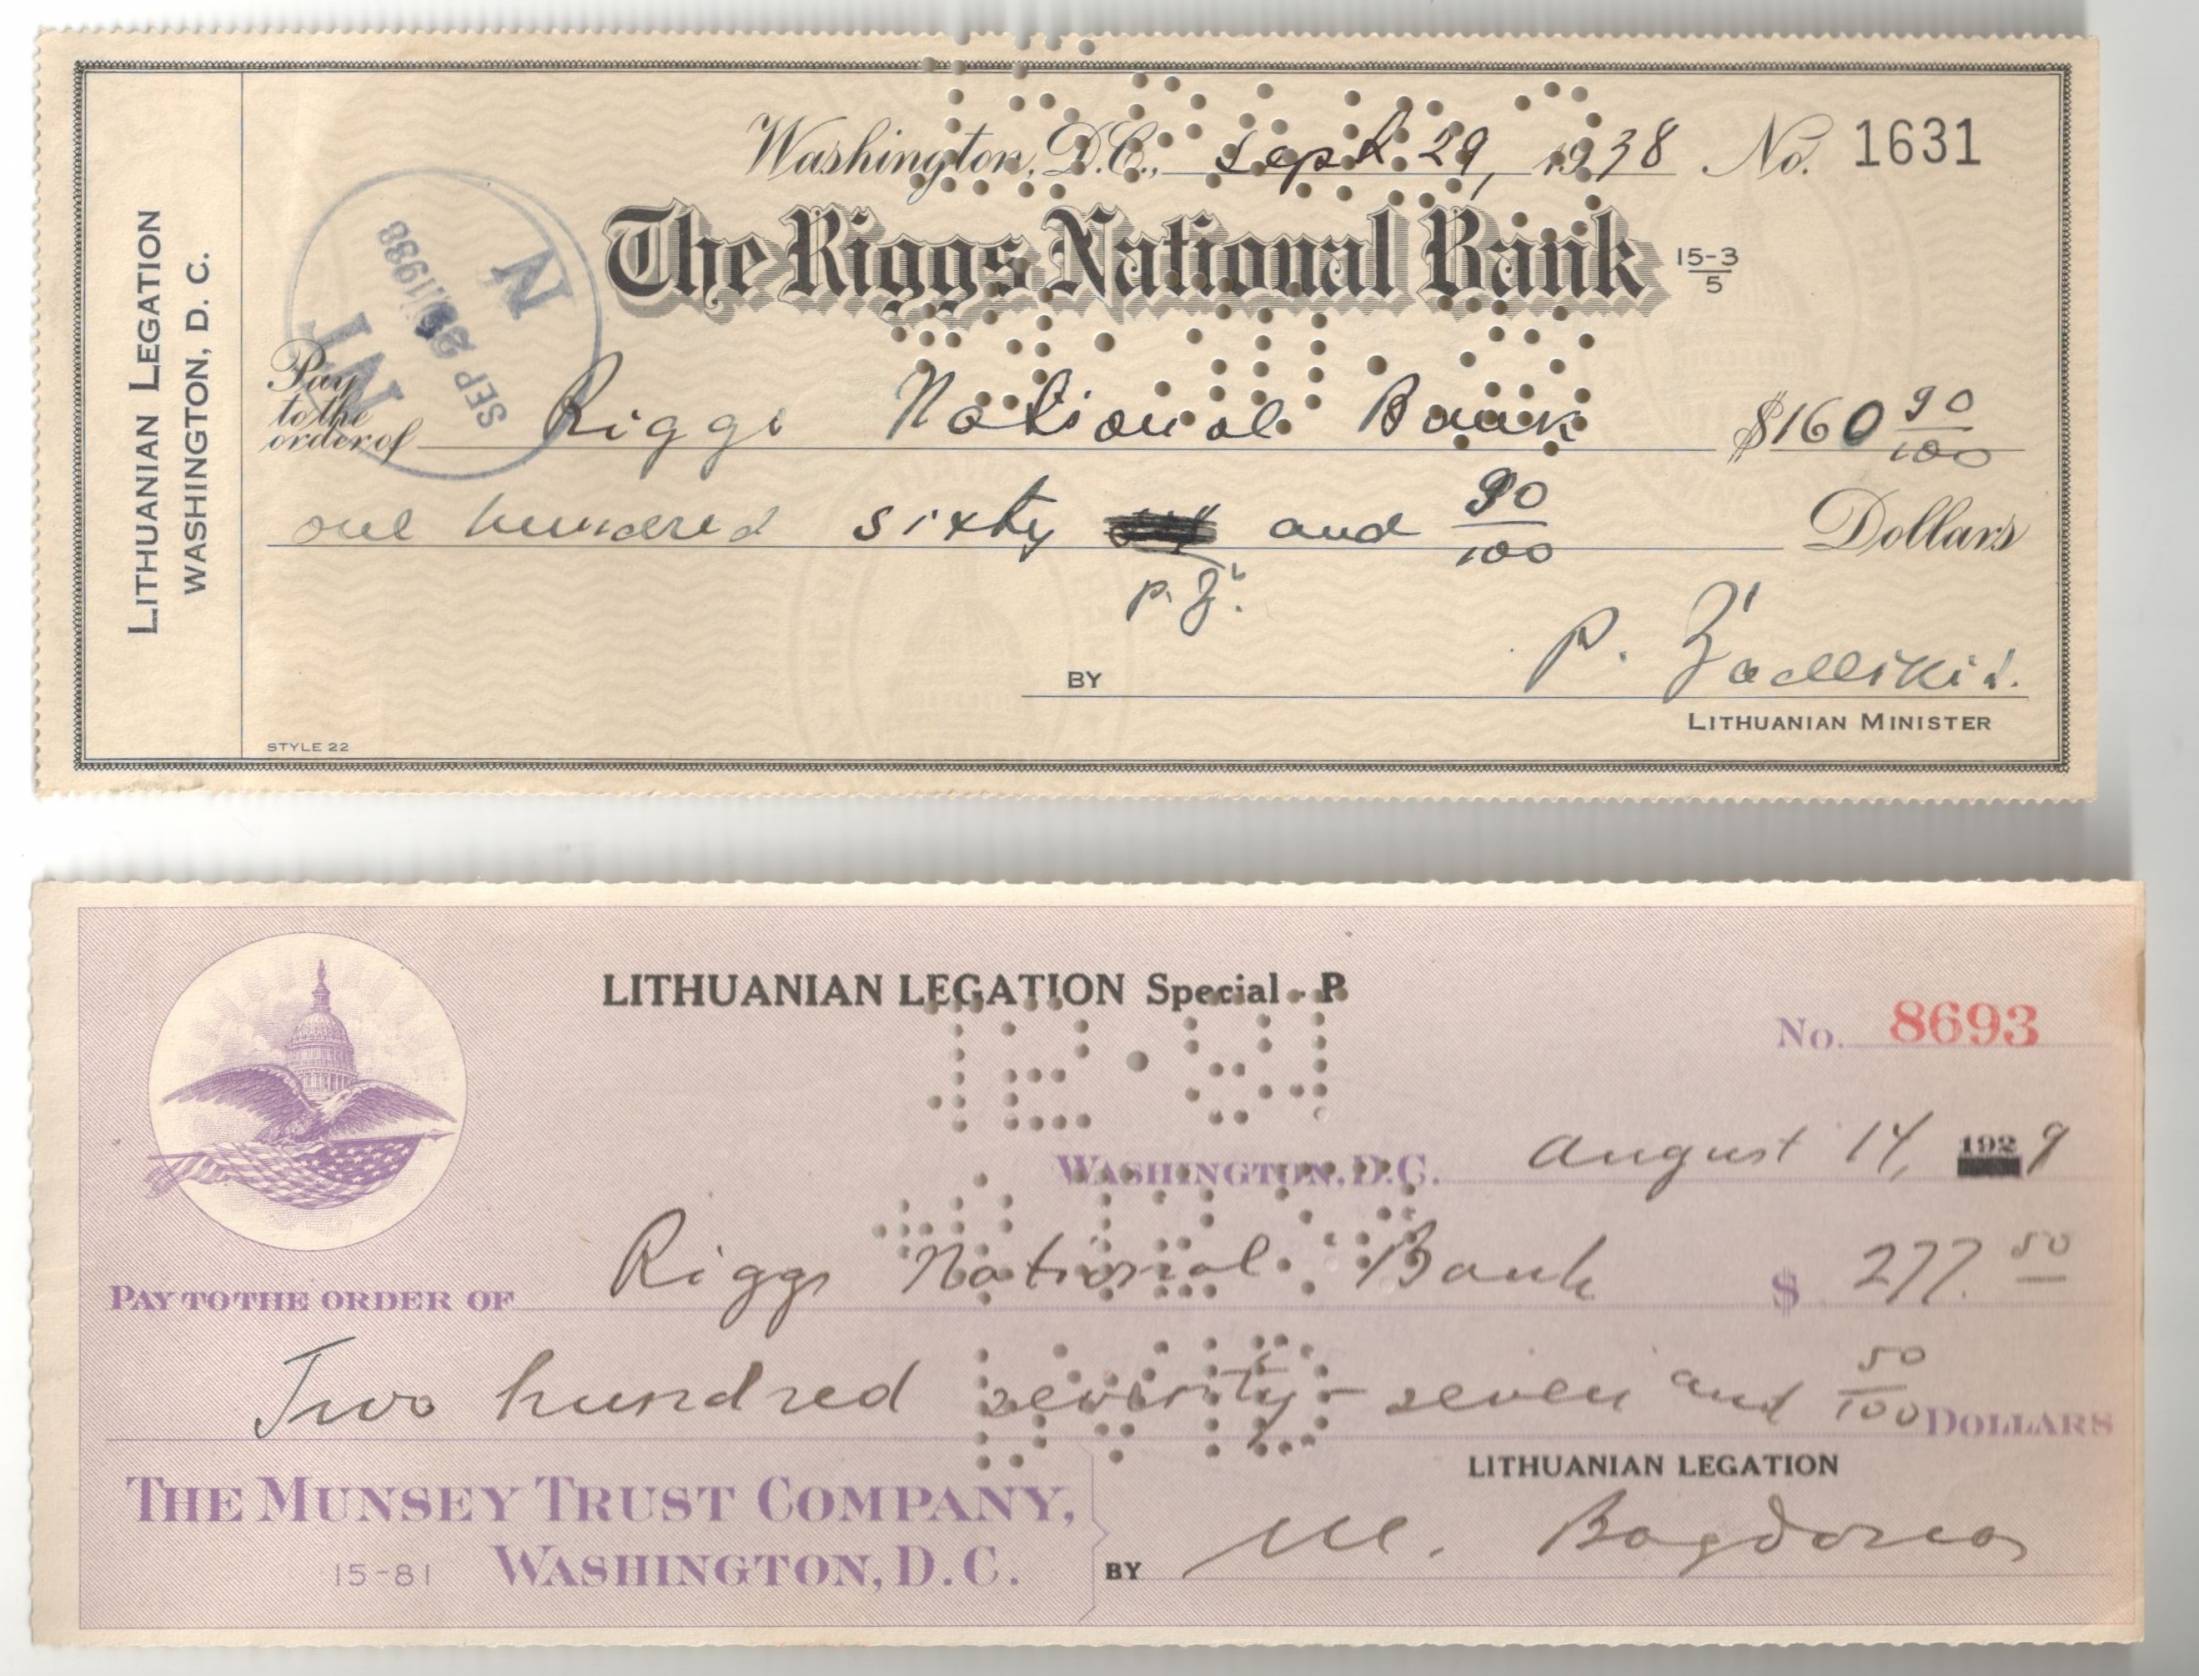 LITHUANIAN LEGATION
WASHINGTON, D. C.
Washington, D.C., Sept. 29, 1938 No. 1631
The Riggs National Bank 15-3/5
N
SEP 29 1938
Pay to the order of Riggs National Bank $160 90/100
one hundred sixty and 90/100 Dollars
P. Ž.
BY P. Žadeikis.
LITHUANIAN MINISTER
STYLE 22
LITHUANIAN LEGATION Special - P
No. 8693
WASHINGTON, D.C. August 14, 1929
PAY TO THE ORDER OF Riggs National Bank $ 277. 50
Two hundred seventy-seven and 50/100 DOLLARS
LITHUANIAN LEGATION
THE MUNSEY TRUST COMPANY,
15-81 WASHINGTON, D.C.
BY M. Bagdonas